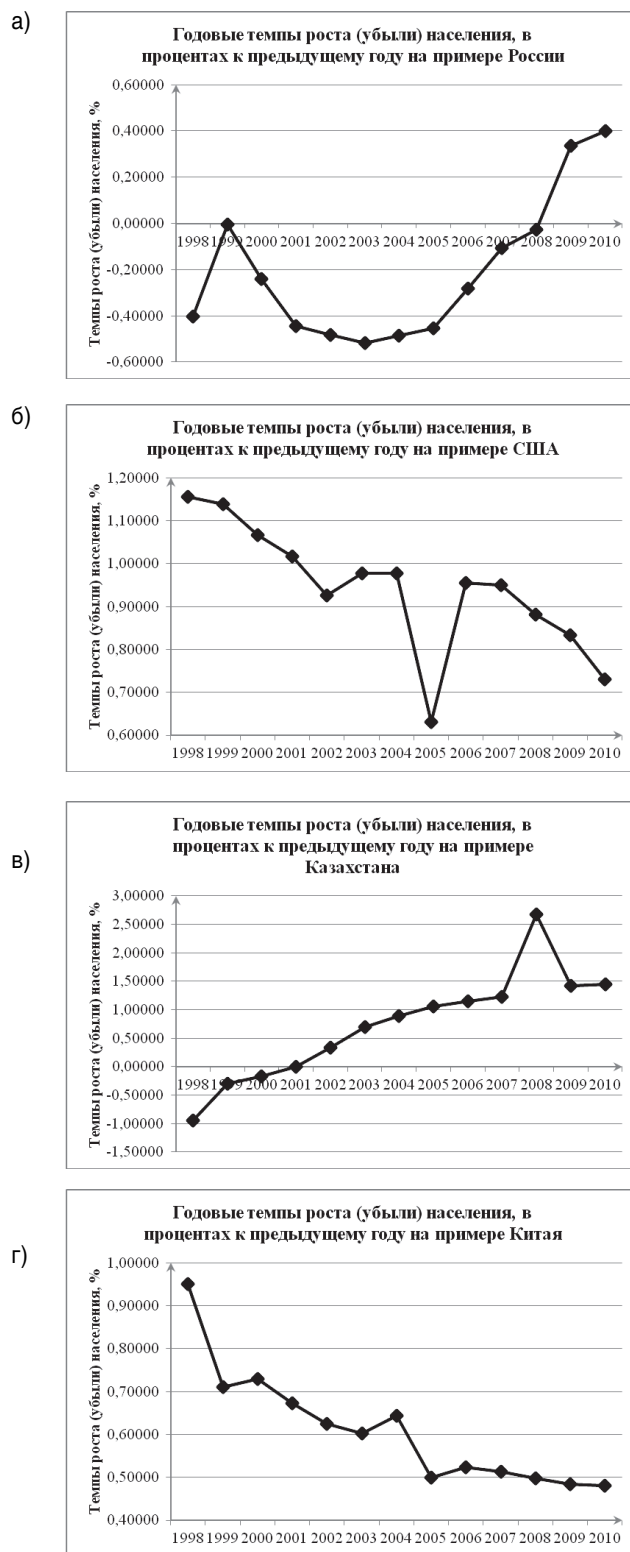 а)
Годовые темпы роста (убыли) населения, в
процентах к предыдущему году на примере России
Темпы роста (убыли) населения, %
0,60000
0,40000
0,20000
0,00000
-0,20000
-0,40000
-0,60000
1998 1999 2000 2001 2002 2003 2004 2005 2006 2007 2008 2009 2010
б)
Годовые темпы роста (убыли) населения, в
процентах к предыдущему году на примере США
Темпы роста (убыли) населения, %
1,20000
1,10000
1,00000
0,90000
0,80000
0,70000
0,60000
1998 1999 2000 2001 2002 2003 2004 2005 2006 2007 2008 2009 2010
в)
Годовые темпы роста (убыли) населения, в
процентах к предыдущему году на примере
Казахстана
Темпы роста (убыли) населения, %
3,00000
2,50000
2,00000
1,50000
1,00000
0,50000
0,00000
-0,50000
-1,00000
-1,50000
1998 1999 2000 2001 2002 2003 2004 2005 2006 2007 2008 2009 2010
г)
Годовые темпы роста (убыли) населения, в
процентах к предыдущему году на примере Китая
Темпы роста (убыли) населения, %
1,00000
0,90000
0,80000
0,70000
0,60000
0,50000
0,40000
1998 1999 2000 2001 2002 2003 2004 2005 2006 2007 2008 2009 2010